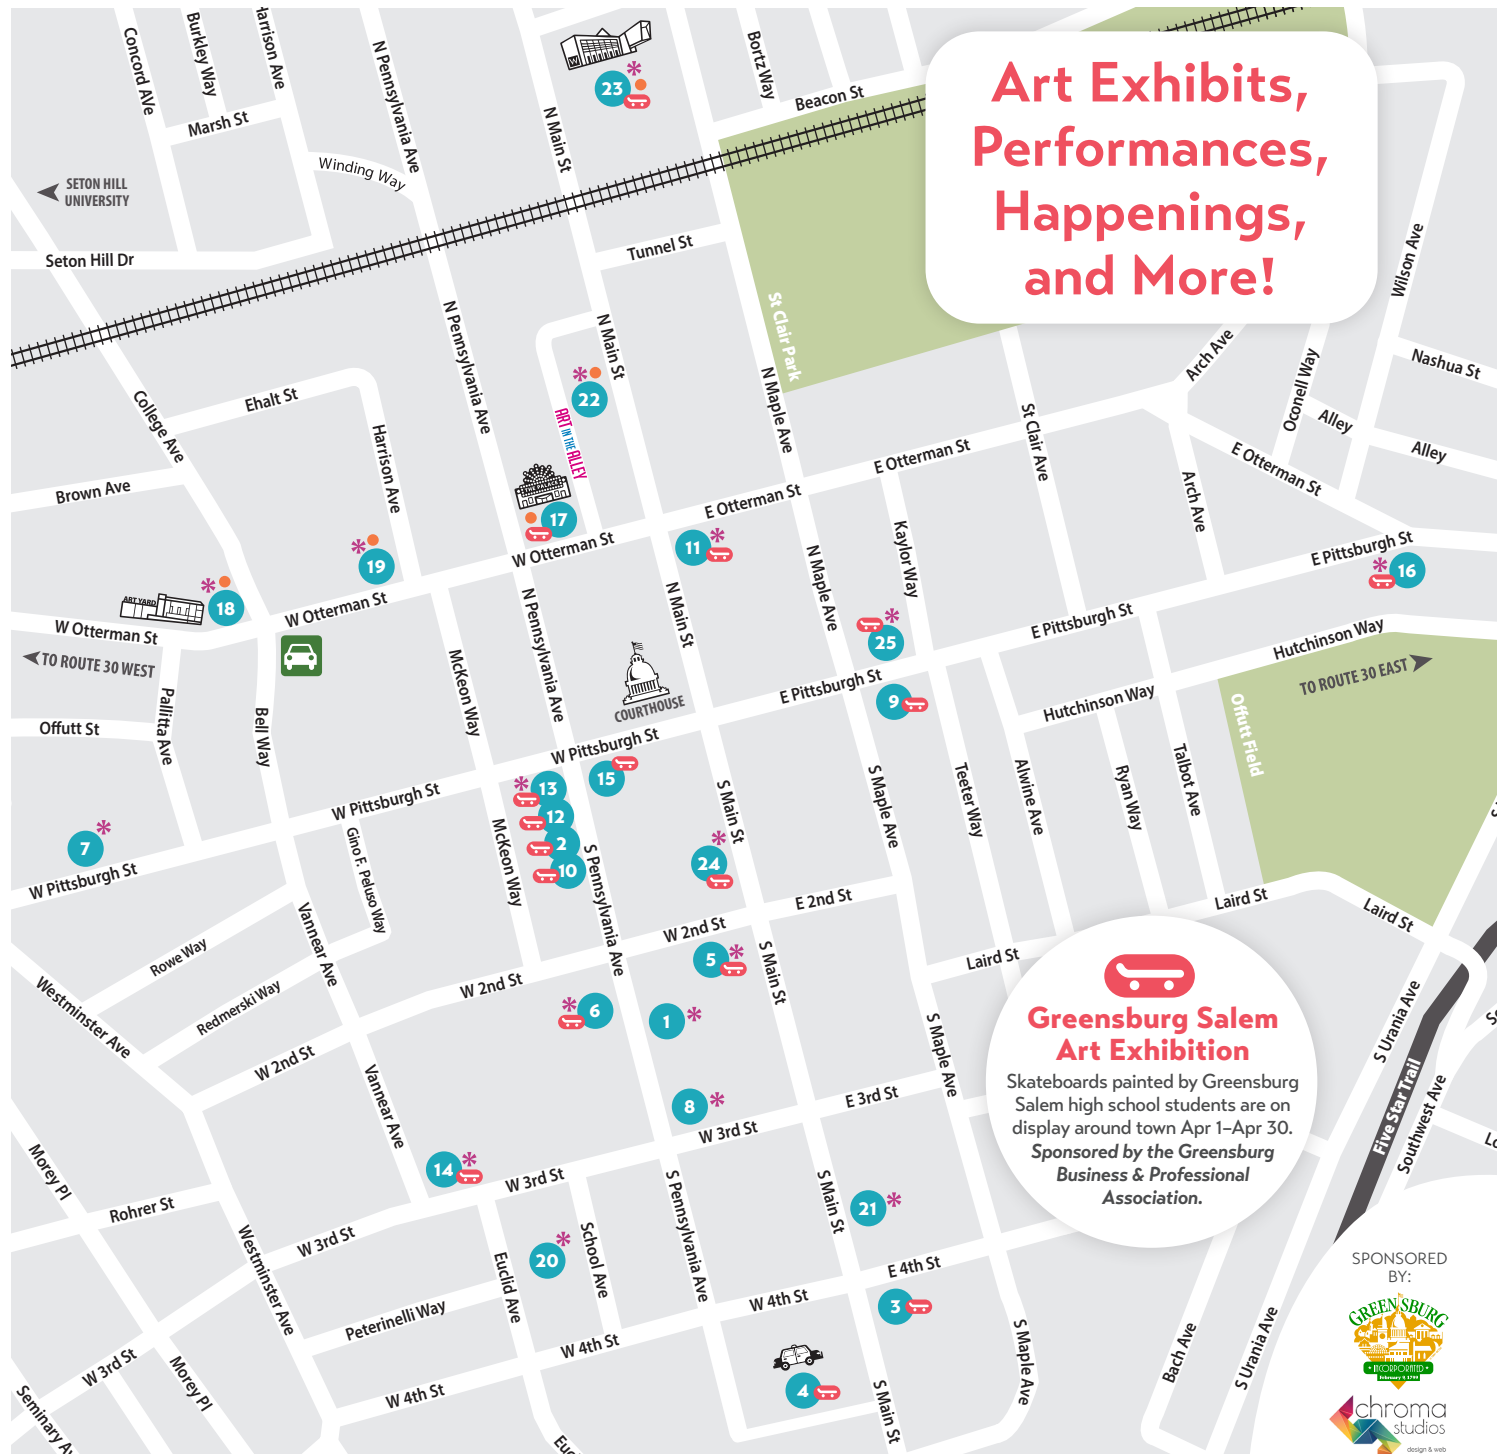 Art Exhibits,
Performances,
Happenings,
and More!
Concord AVe
Burkley Way
Harrison Ave
Marsh St
N Pennsylvania Ave
Winding Way
W
23
N Main St
Bortz Way
Beacon St
SETON HILL
UNIVERSITY
Seton Hill Dr
Tunnel St
St Clair Park
Wilson Ave
N Pennsylvania Ave
N Main St
N Maple Ave
Arch Ave
Oconell Way
Nashua St
Alley
Alley
College Ave
Ehalt St
Harrison Ave
22
ART IN THE ALLEY
St Clair Ave
E Otterman St
E Otterman St
Arch Ave
Brown Ave
17
E Otterman St
W Otterman St
11
19
N Maple Ave
Kaylor Way
E Pittsburgh St
16
ART YARD
18
W Otterman St
W Otterman St
TO ROUTE 30 WEST
N Pennsylvania Ave
N Main St
25
E Pittsburgh St
Hutchinson Way
TO ROUTE 30 EAST
McKeon Way
COURTHOUSE
E Pittsburgh St
9
Hutchinson Way
Offutt Field
Pallitta Ave
Offutt St
Bell Way
W Pittsburgh St
15
13
12
2
10
W Pittsburgh St
McKeon Way
S Pennsylvania Ave
S Main St
S Maple Ave
Teeter Way
Alwine Ave
Ryan Way
Talbot Ave
7
W Pittsburgh St
Gino F. Peluso Way
24
E 2nd St
Laird St
Laird St
Vannear Ave
Rowe Way
Redmerski Way
Westminster Ave
W 2nd St
W 2nd St
W 2nd St
5
S Main St
Laird St
6
1
S Maple Ave
Greensburg Salem
Art Exhibition
Skateboards painted by Greensburg
Salem high school students are on
display around town Apr 1–Apr 30.
Sponsored by the Greensburg
Business & Professional
Association.
S Urania Ave
Five Star Trail
Southwest Ave
Vannear Ave
8
E 3rd St
W 3rd St
14
W 3rd St
Morey Pl
Rohrer St
W 3rd St
Westminster Ave
S Pennsylvania Ave
S Main St
21
20
School Ave
Euclid Ave
E 4th St
3
W 4th St
Peterinelli Way
W 4th St
W 4th St
W 3rd St
Morey Pl
4
S Main St
S Maple Ave
Bach Ave
S Urania Ave
SPONSORED
BY:
GREENSBURG
INCORPORATED
February 9, 1799
chroma
studios
design & web